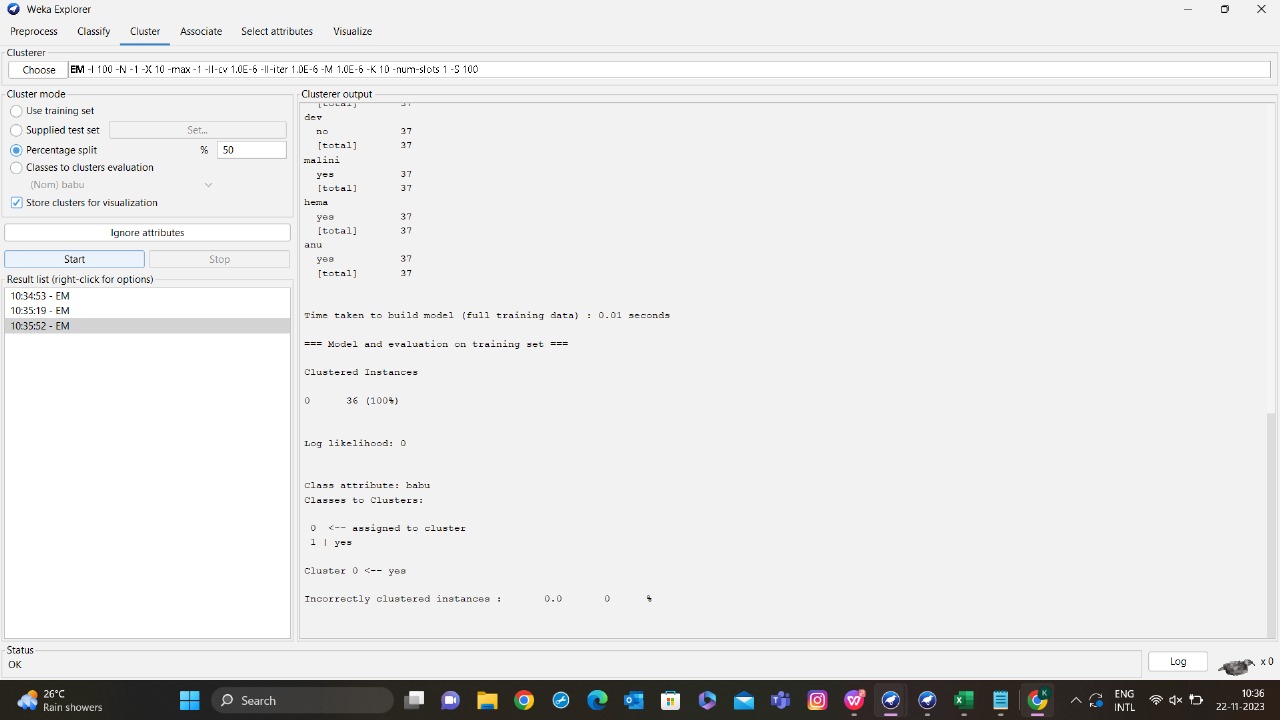 Weka Explorer
Preprocess Classify Cluster Associate Select attributes Visualize
Clusterer
Choose EM -I 100 -N -1 -X 10 -max -1 -ll-cv 1.0E-6 -ll-iter 1.0E-6 -M 1.0E-6 -K 10 -num-slots 1 -S 100
Cluster mode
Use training set
Supplied test set Set...
Percentage split % 50
Classes to clusters evaluation
(Nom) babu
Store clusters for visualization
Ignore attributes
Start Stop
Result list (right-click for options)
10:34:53 - EM
10:35:19 - EM
10:35:52 - EM
Clusterer output
[total] 37
dev
no 37
[total] 37
malini
yes 37
[total] 37
hema
yes 37
[total] 37
anu
yes 37
[total] 37
Time taken to build model (full training data) : 0.01 seconds
=== Model and evaluation on training set ===
Clustered Instances
0 36 (100%)
Log likelihood: 0
Class attribute: babu
Classes to Clusters:
0 <-- assigned to cluster
1 | yes
Cluster 0 <-- yes
Incorrectly clustered instances : 0.0 0 %
Status
OK
Log x 0
26°C
Rain showers
Search
ENG
INTL
10:36
22-11-2023